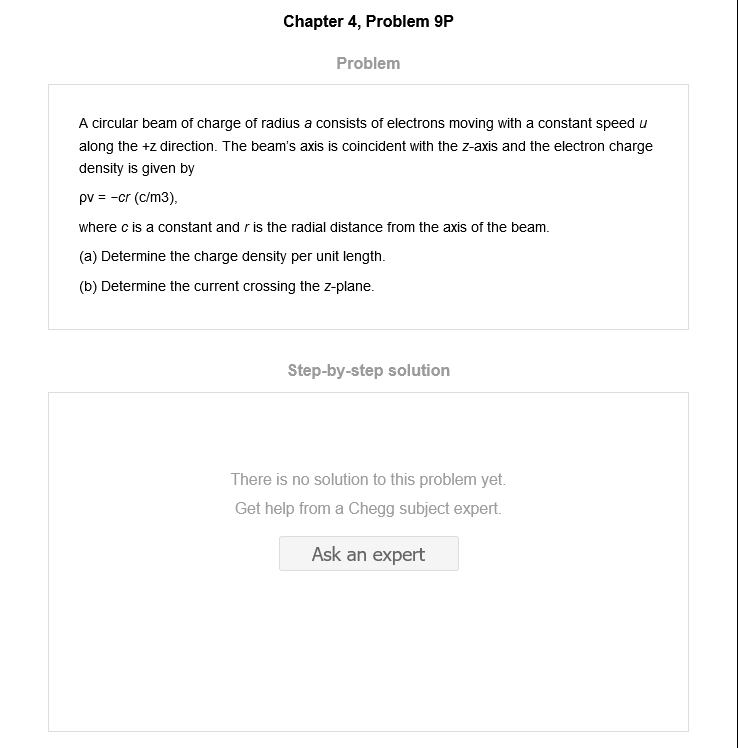 Chapter 4, Problem 9P
Problem
A circular beam of charge of radius a consists of electrons moving with a constant speed u
along the +z direction. The beam's axis is coincident with the z-axis and the electron charge
density is given by
ρv = −cr (c/m3),
where c is a constant and r is the radial distance from the axis of the beam.
(a) Determine the charge density per unit length.
(b) Determine the current crossing the z-plane.
Step-by-step solution
There is no solution to this problem yet.
Get help from a Chegg subject expert.
Ask an expert